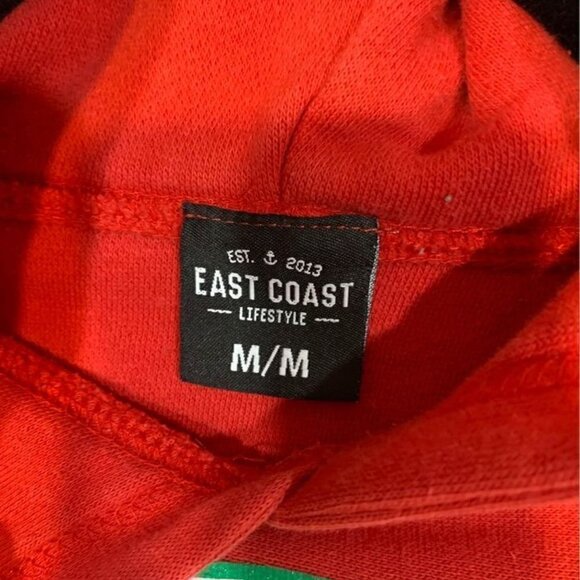 EST. ⚓ 2013
EAST COAST
LIFESTYLE
M/M